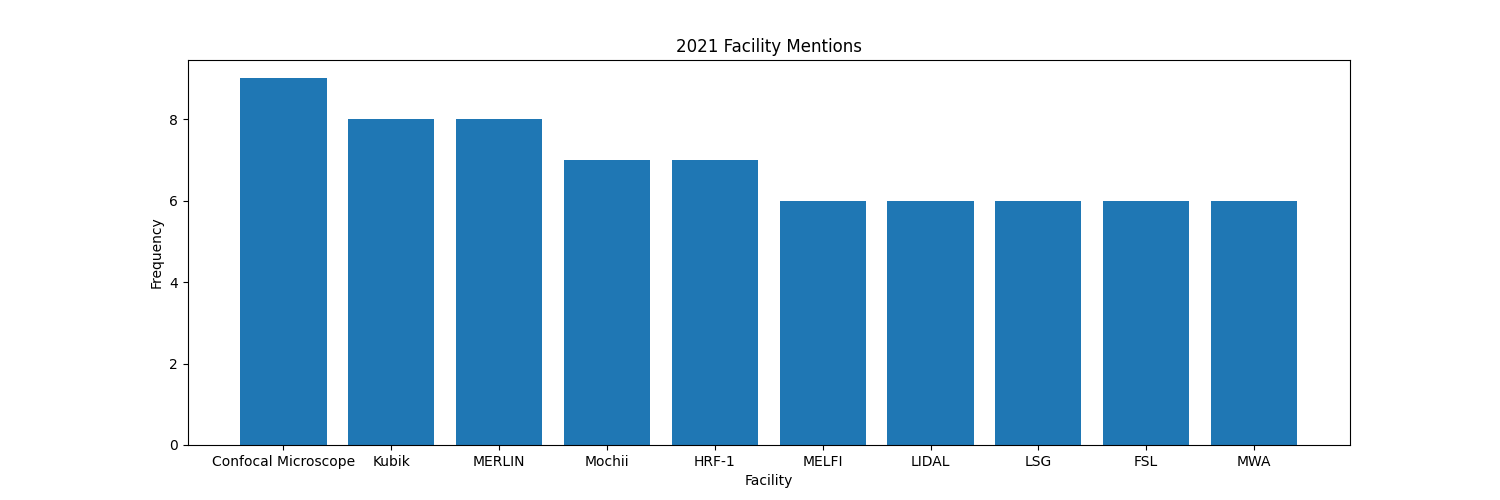 2021 Facility Mentions
Frequency
8
6
4
2
0
Confocal Microscope Kubik MERLIN Mochii HRF-1 MELFI LIDAL LSG FSL MWA
Facility